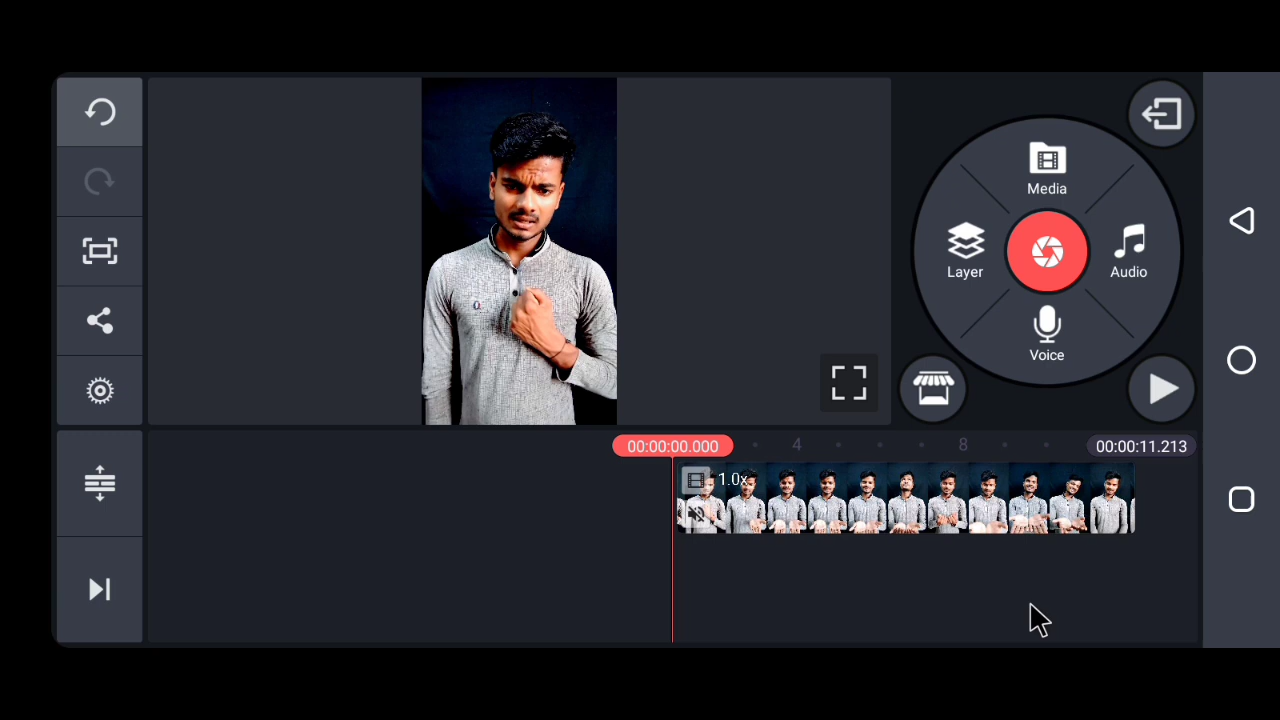 Media
Layer
Audio
Voice
00:00:00.000
4
8
00:00:11.213
1.0x